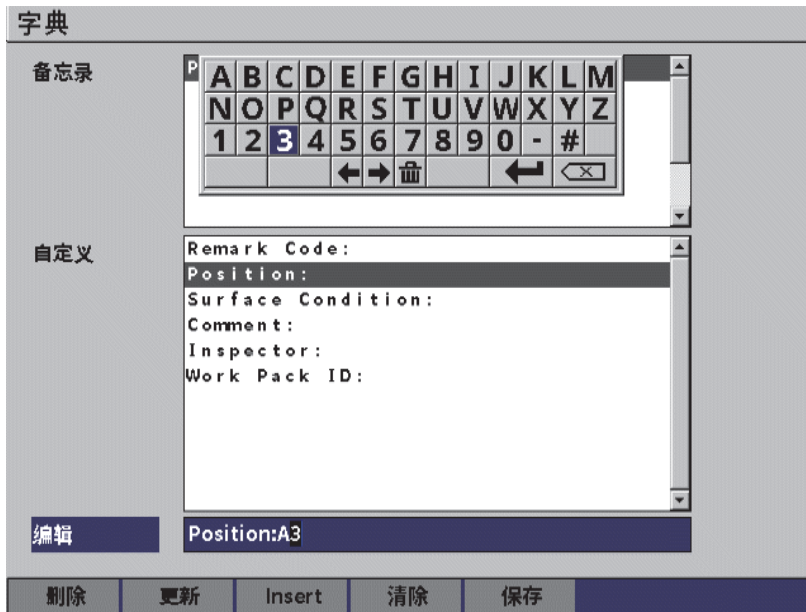 字典
备忘录
P
A B C D E F G H I J K L M
N O P Q R S T U V W X Y Z
1 2 3 4 5 6 7 8 9 0 - #
自定义
Remark Code:
Position:
Surface Condition:
Comment:
Inspector:
Work Pack ID:
编辑 Position:A3
删除 更新 Insert 清除 保存